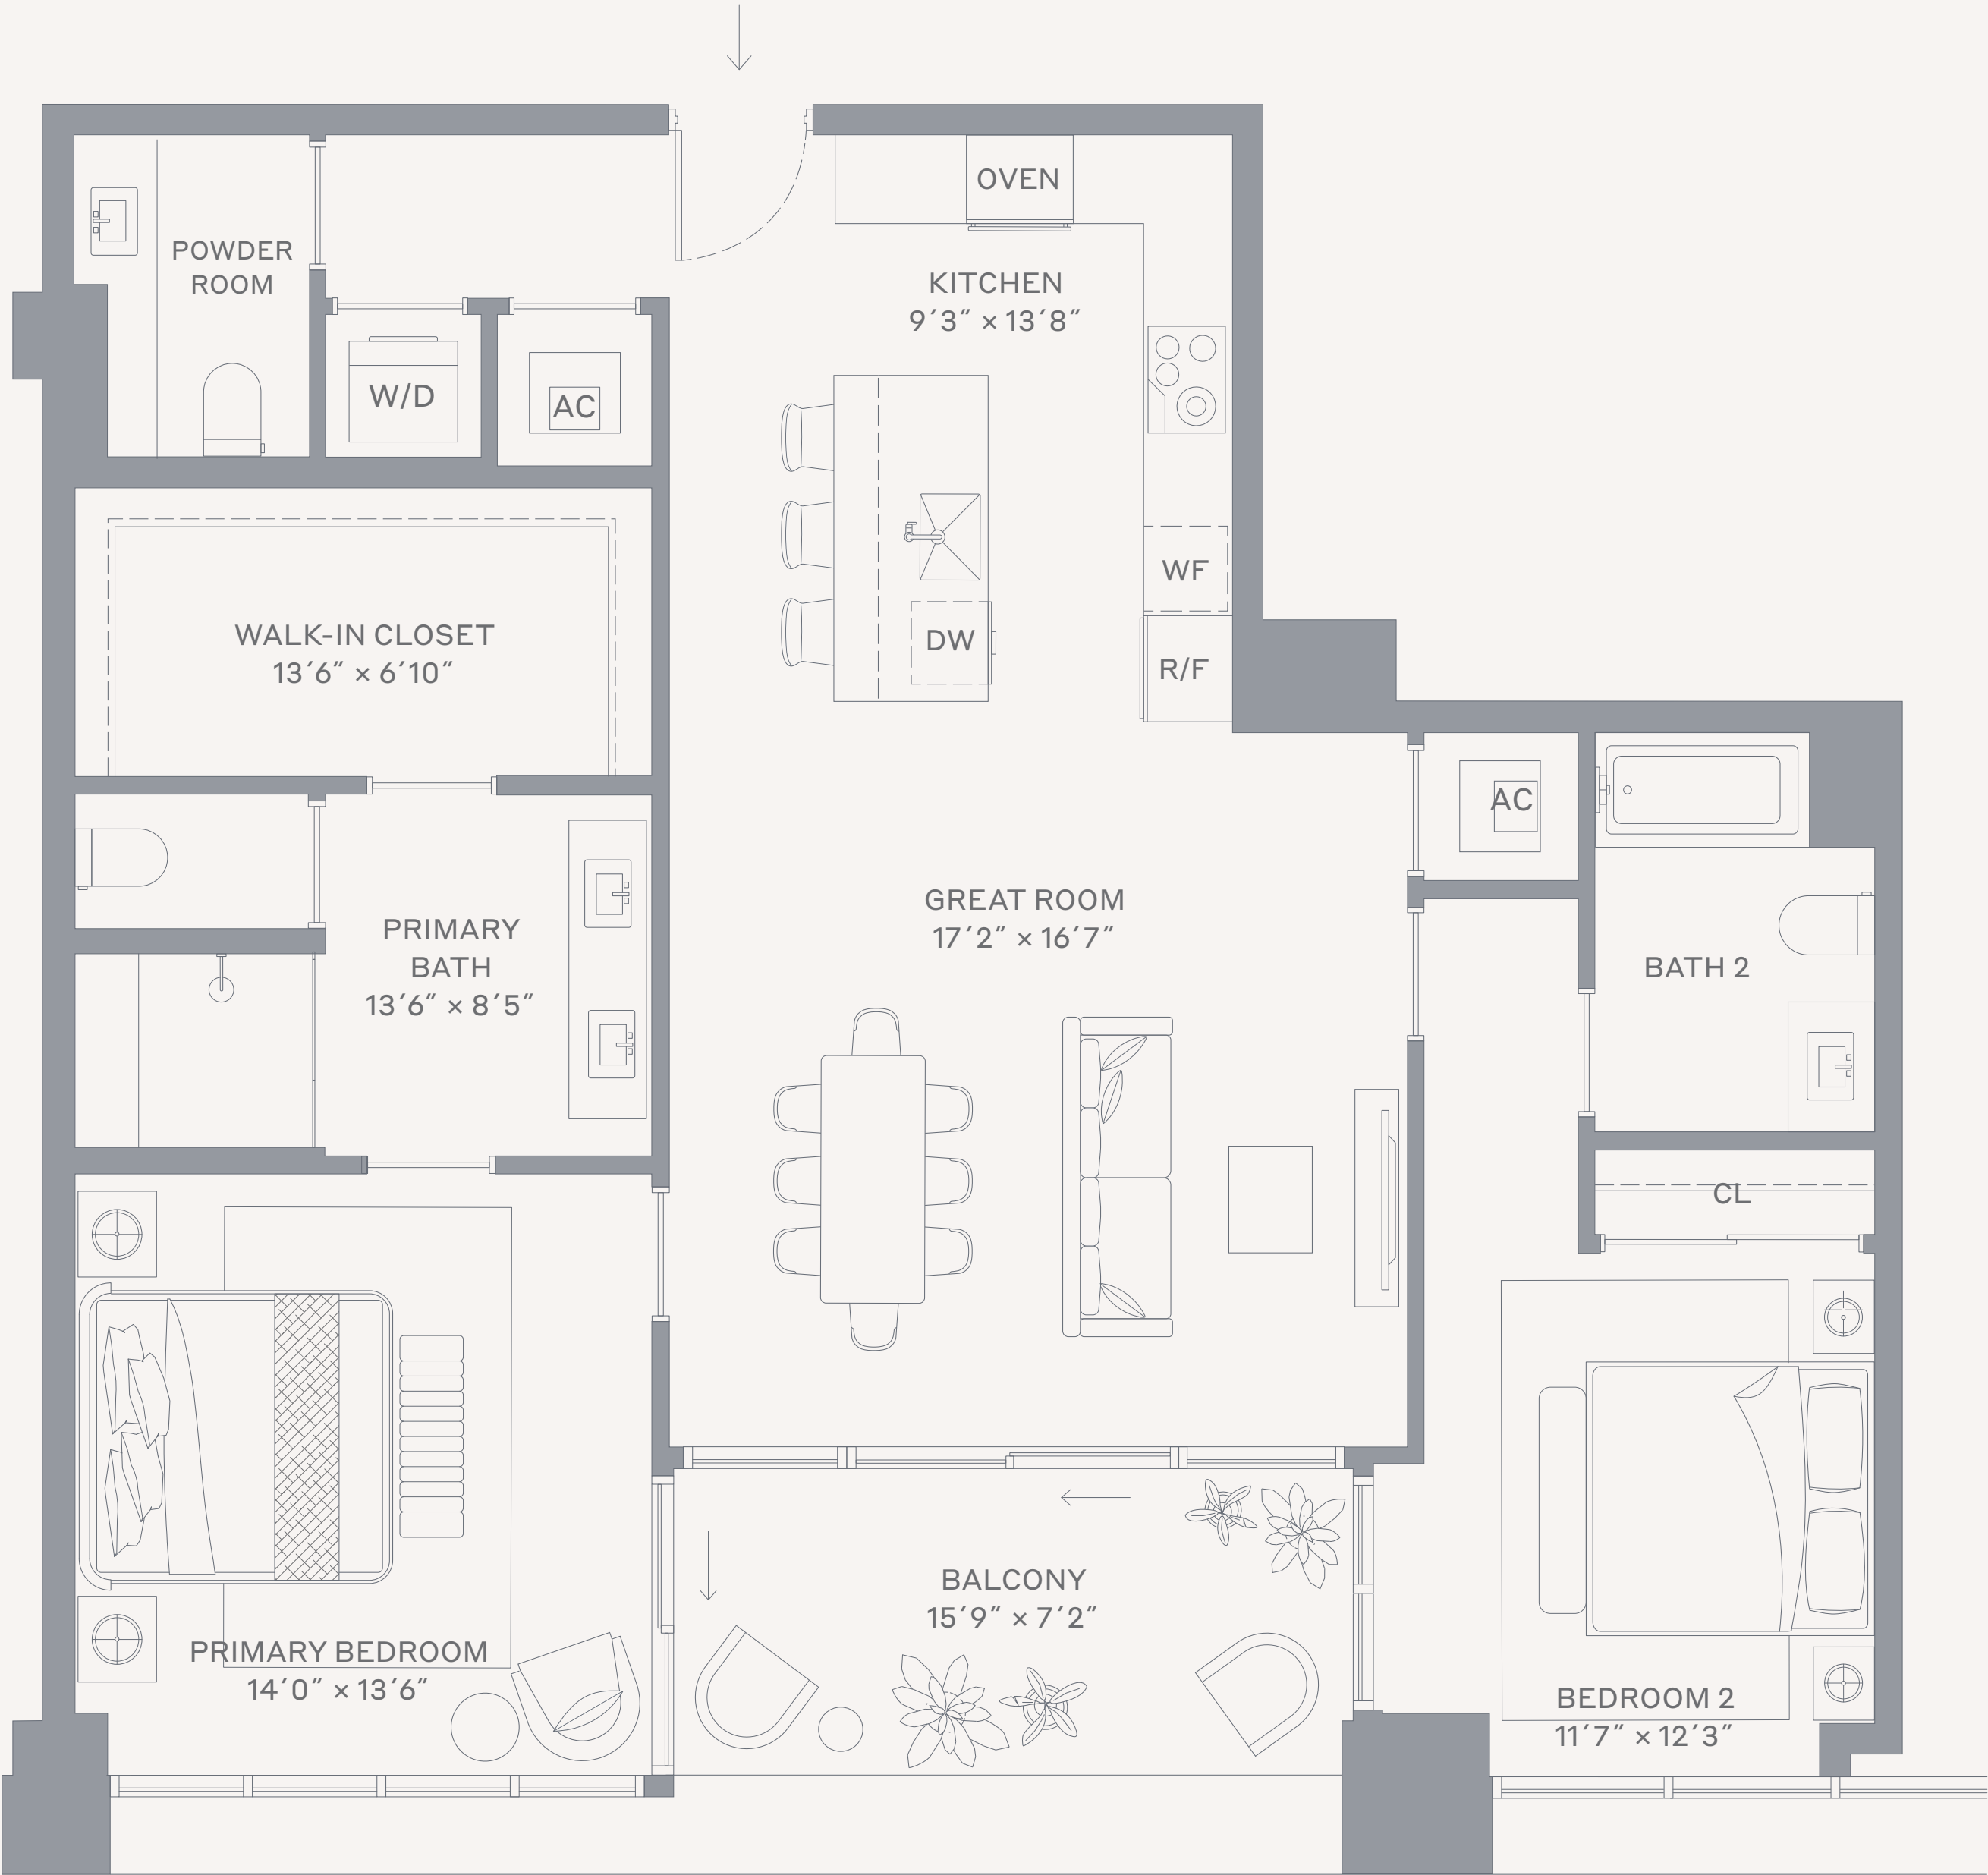 OVEN
POWDER
ROOM
KITCHEN
9′3″ × 13′8″
W/D
AC
WF
WALK-IN CLOSET
13′6″ × 6′10″
DW
R/F
AC
GREAT ROOM
17′2″ × 16′7″
PRIMARY
BATH
13′6″ × 8′5″
BATH 2
CL
BALCONY
15′9″ × 7′2″
PRIMARY BEDROOM
14′0″ × 13′6″
BEDROOM 2
11′7″ × 12′3″